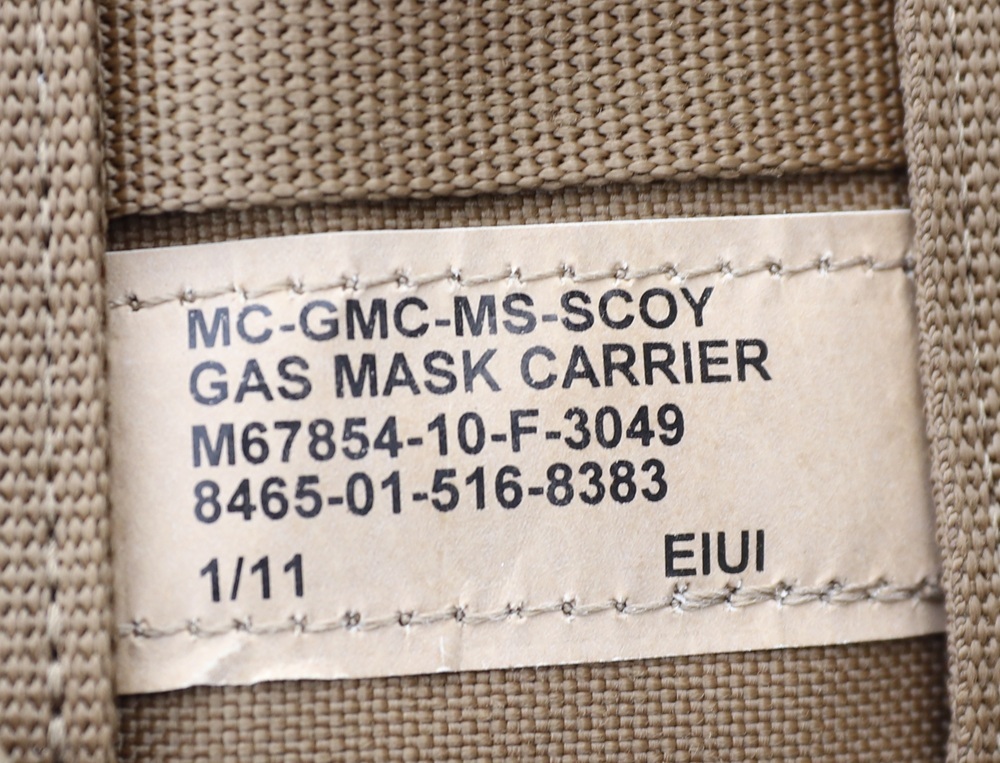 MC-GMC-MS-SCOY
GAS MASK CARRIER
M67854-10-F-3049
8465-01-516-8383
1/11 EIUI